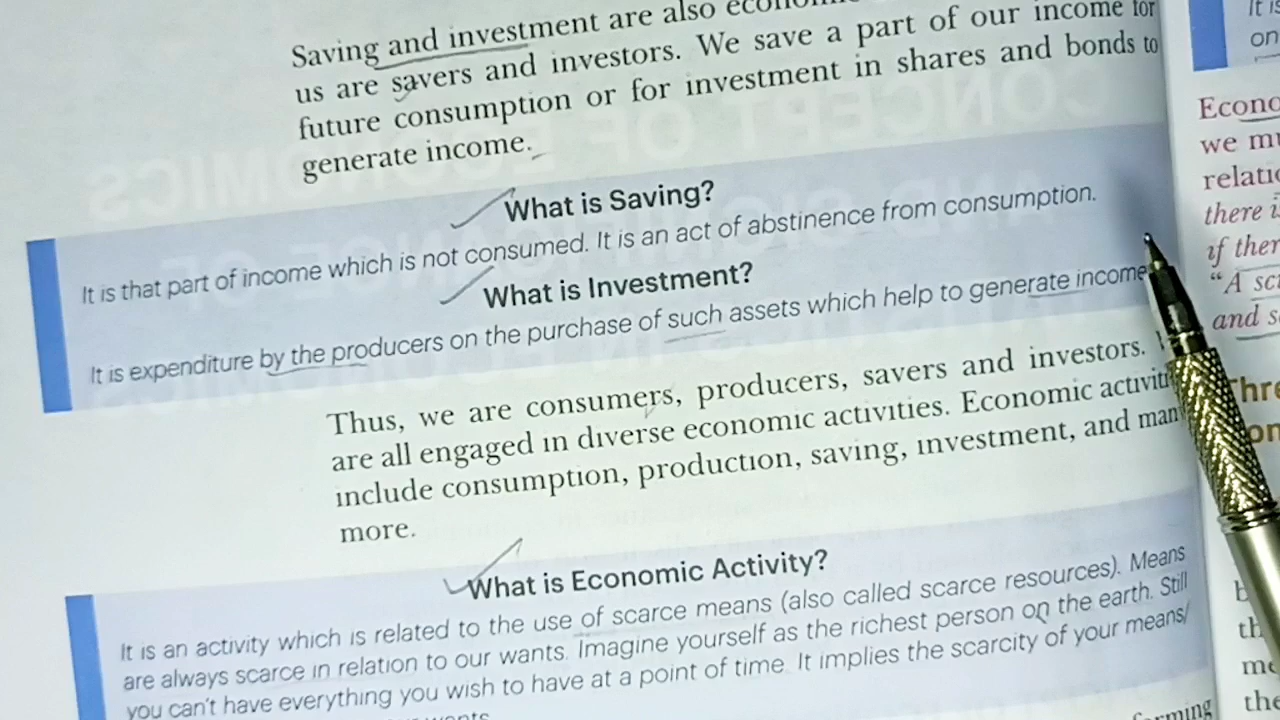 Saving and investment are also
us are savers and investors. We save a part of our income for
future consumption or for investment in shares and bonds to
generate income.
What is Saving?
It is that part of income which is not consumed. It is an act of abstinence from consumption.
What is Investment?
It is expenditure by the producers on the purchase of such assets which help to generate income
Thus, we are consumers, producers, savers and investors.
are all engaged in diverse economic activities. Economic
include consumption, production, saving, investment, and
more.
What is Economic Activity?
It is an activity which is related to the use of scarce means (also called scarce resources). Means
are always scarce in relation to our wants. Imagine yourself as the richest person on the earth. Still
you can't have everything you wish to have at a point of time. It implies the scarcity of your means/
It is
on
we
there
"A
and
the